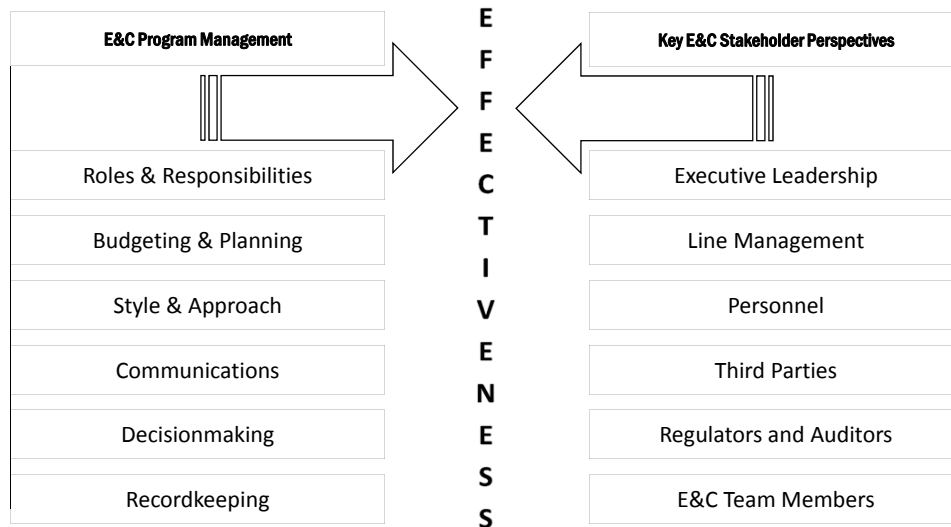 E&C Program Management
Roles & Responsibilities
Budgeting & Planning
Style & Approach
Communications
Decisionmaking
Recordkeeping
E
F
F
E
C
T
I
V
E
N
E
S
S
Key E&C Stakeholder Perspectives
Executive Leadership
Line Management
Personnel
Third Parties
Regulators and Auditors
E&C Team Members